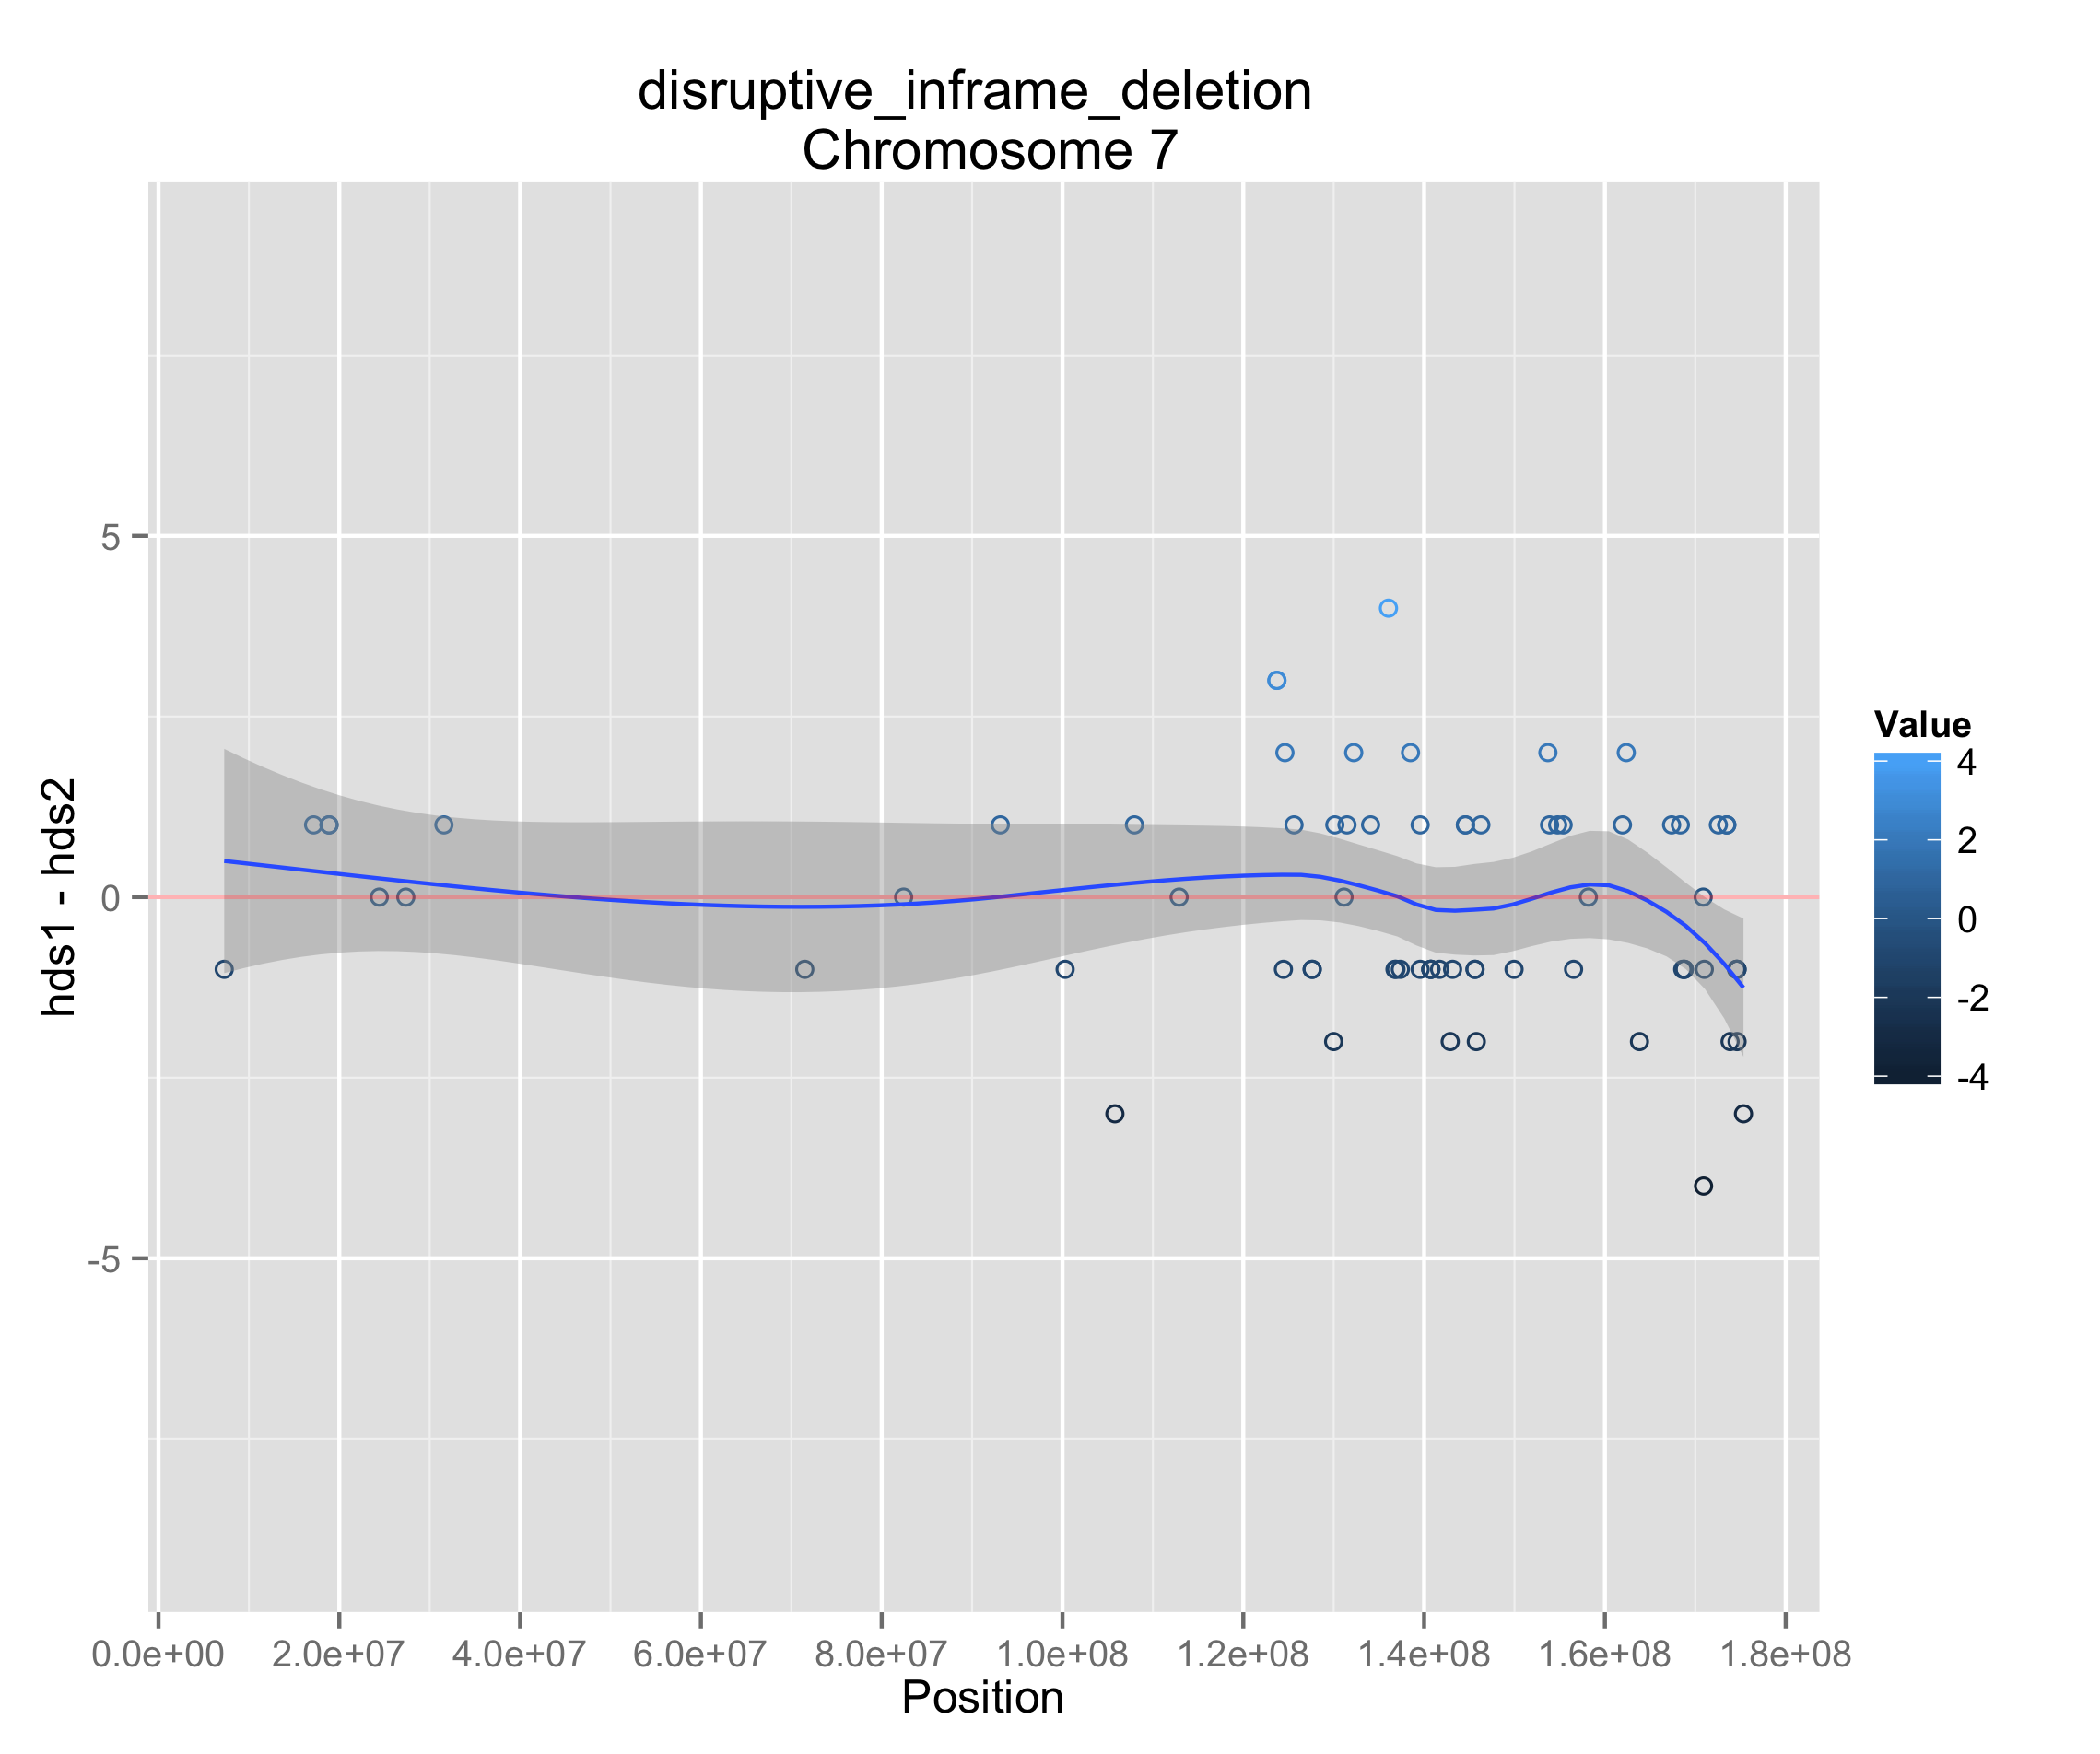 disruptive_inframe_deletion
Chromosome 7
hds1 - hds2
5
0
-5
0.0e+00 2.0e+07 4.0e+07 6.0e+07 8.0e+07 1.0e+08 1.2e+08 1.4e+08 1.6e+08 1.8e+08
Position
Value
4
2
0
-2
-4